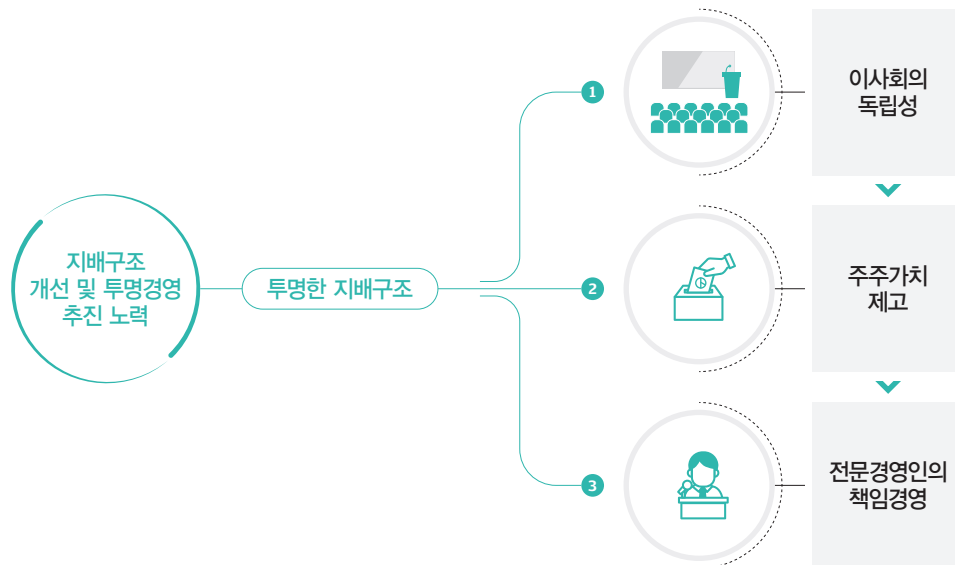 지배구조
개선 및 투명경영
추진 노력
투명한 지배구조
1
이사회의
독립성
2
주주가치
제고
3
전문경영인의
책임경영